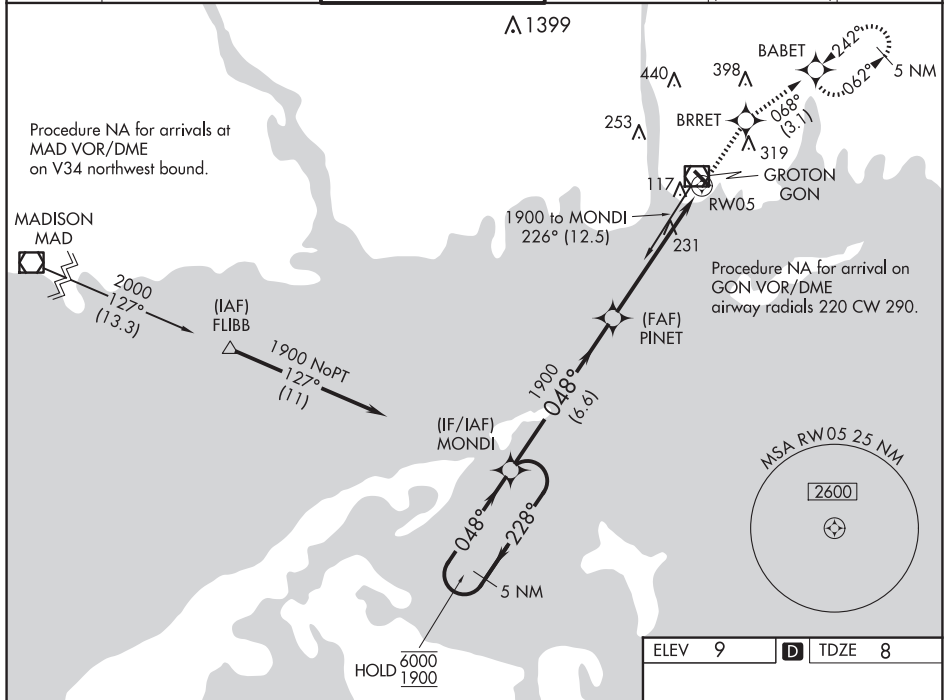 1399
BABET
242°
062°
5 NM
440
398
BRRET
068°
(3.1)
253
319
Procedure NA for arrivals at
MAD VOR/DME
on V34 northwest bound.
GROTON
GON
117
RW05
1900 to MONDI
226° (12.5)
231
MADISON
MAD
Procedure NA for arrival on
GON VOR/DME
airway radials 220 CW 290.
2000
127°
(13.3)
(IAF)
FLIBB
(FAF)
PINET
1900 NoPT
127°
(11)
1900
048°
(6.6)
(IF/IAF)
MONDI
MSA RW05 25 NM
2600
048°
228°
5 NM
HOLD 6000
1900
ELEV 9 D TDZE 8